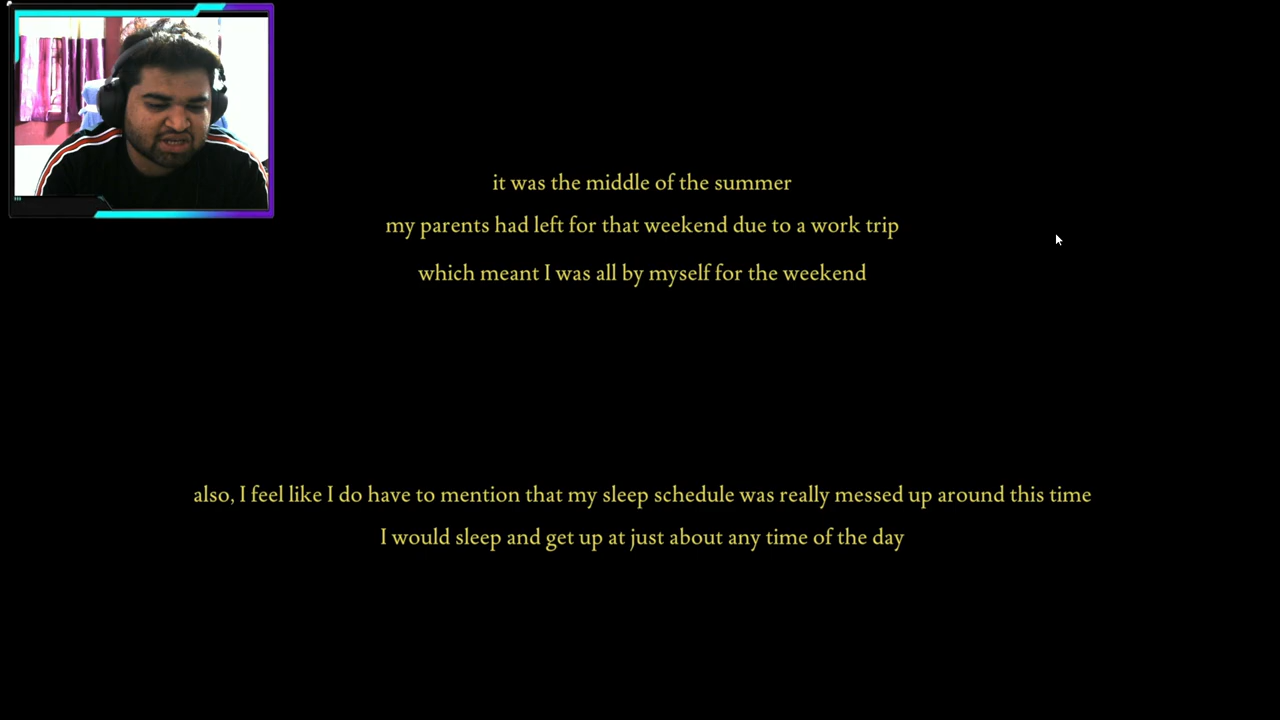 it was the middle of the summer
my parents had left for that weekend due to a work trip
which meant I was all by myself for the weekend
also, I feel like I do have to mention that my sleep schedule was really messed up around this time
I would sleep and get up at just about any time of the day